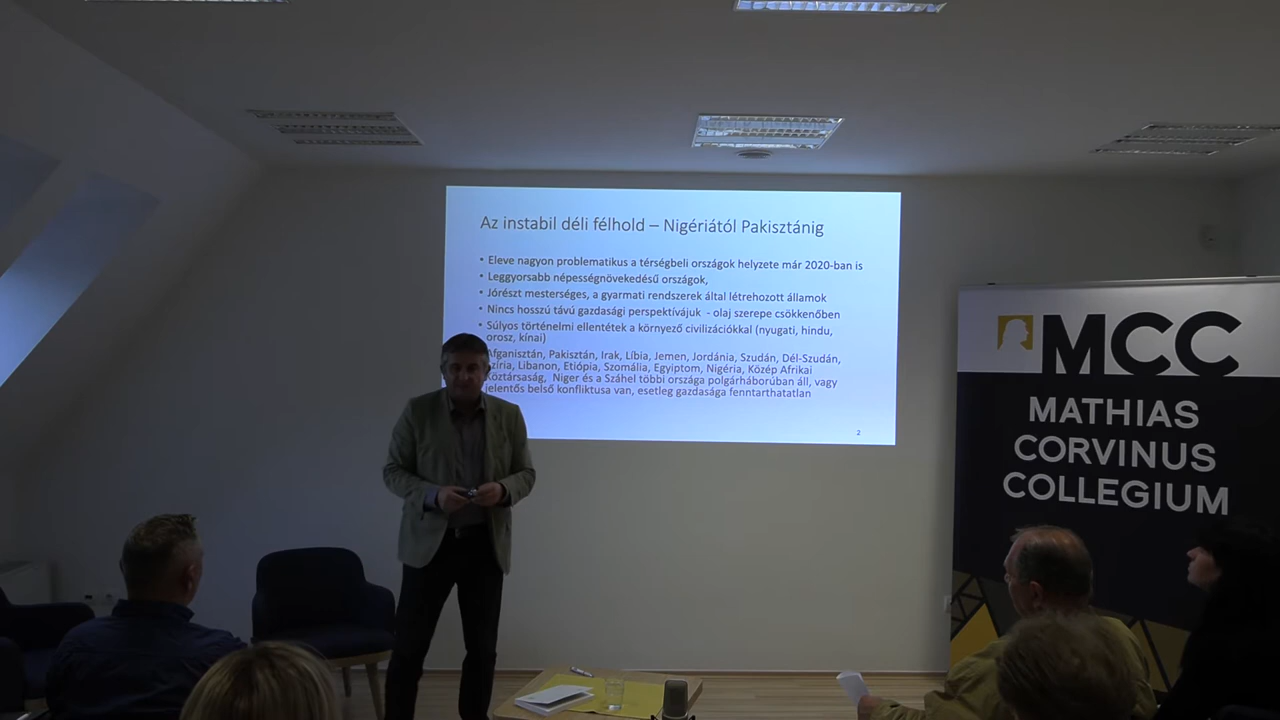 Az instabil déli félhold – Nigériától Pakisztánig
• Eleve nagyon problematikus a térségbeli országok helyzete már 2020-ban is
• Leggyorsabb népességnövekedésű országok,
• Jórészt mesterséges, a gyarmati rendszerek által létrehozott államok
• Nincs hosszú távú gazdasági perspektívájuk - olaj szerepe csökkenőben
• Súlyos történelmi ellentétek a környező civilizációkkal (nyugati, hindu,
orosz, kínai)
Afganisztán, Pakisztán, Irak, Líbia, Jemen, Jordánia, Szudán, Dél-Szudán,
zíria, Libanon, Etiópia, Szomália, Egyiptom, Nigéria, Közép Afrikai
Köztársaság, Niger és a Száhel többi országa polgárháborúban áll, vagy
jelentős belső konfliktusa van, esetleg gazdasága fenntarthatatlan
2
MCC
MATHIAS
CORVINUS
COLLEGIUM